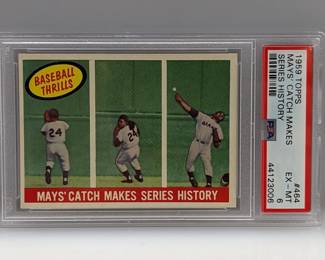 BASEBALL
THRILLS
24
24
MAYS' CATCH MAKES SERIES HISTORY
1959 TOPPS
MAYS' CATCH MAKES
SERIES HISTORY
PSA
#464
EX - MT
6
44123006